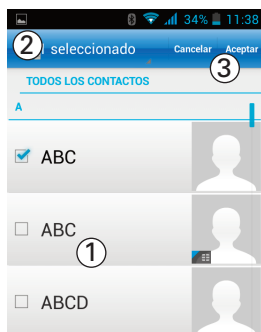 34% 11:38
2 seleccionado Cancelar Aceptar
3
TODOS LOS CONTACTOS
A
ABC
ABC
1
ABCD